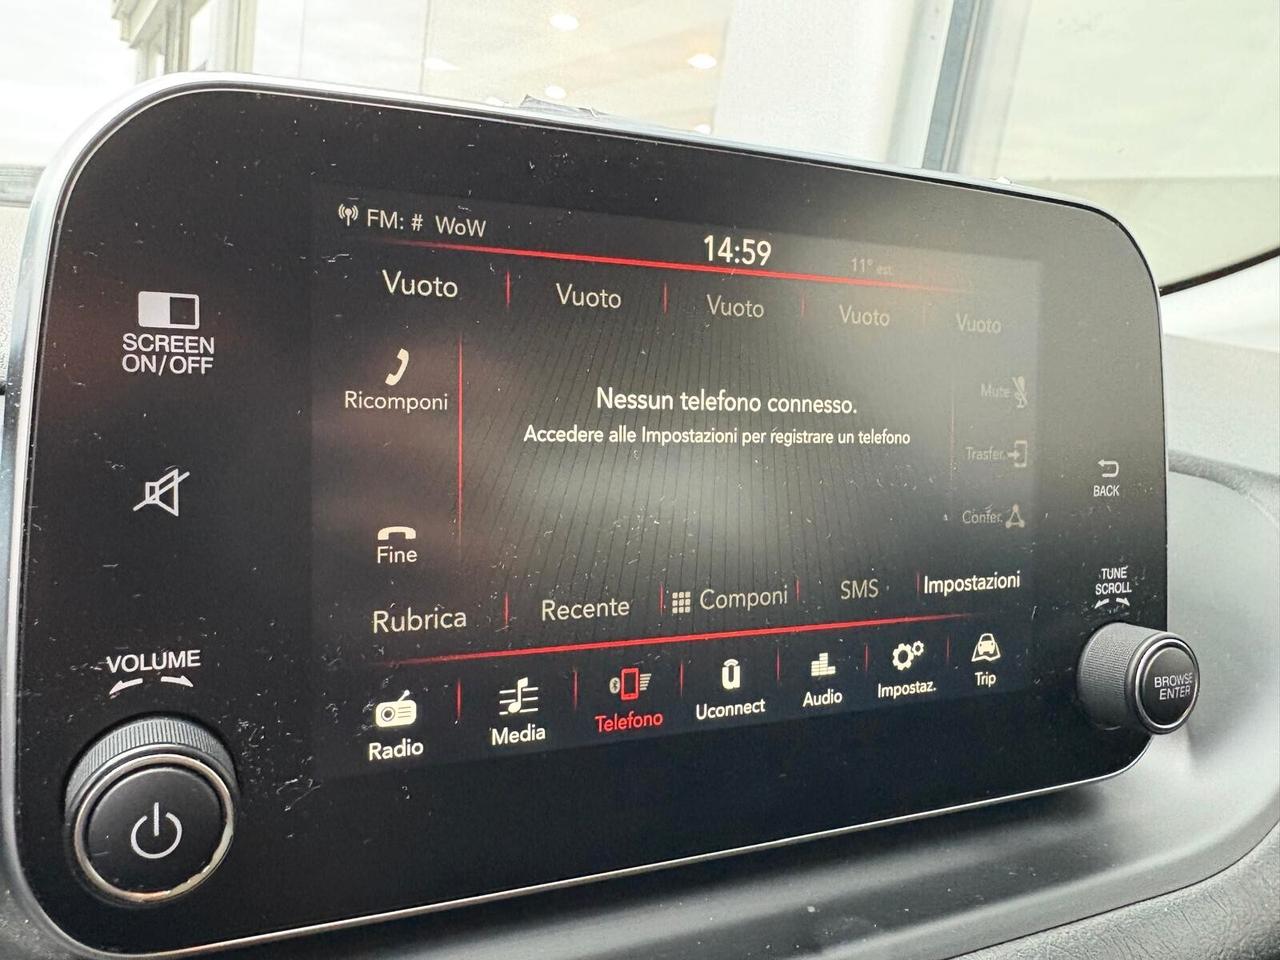 FM: # WoW
14:59
11° est.
Vuoto Vuoto Vuoto Vuoto Vuoto
SCREEN
ON/OFF
Ricomponi
Nessun telefono connesso.
Accedere alle Impostazioni per registrare un telefono
Mute
Trasfer.
Confer.
Fine
BACK
TUNE
SCROLL
Rubrica Recente Componi SMS Impostazioni
VOLUME
Radio Media Telefono Uconnect Audio Impostaz. Trip
BROWSE
ENTER